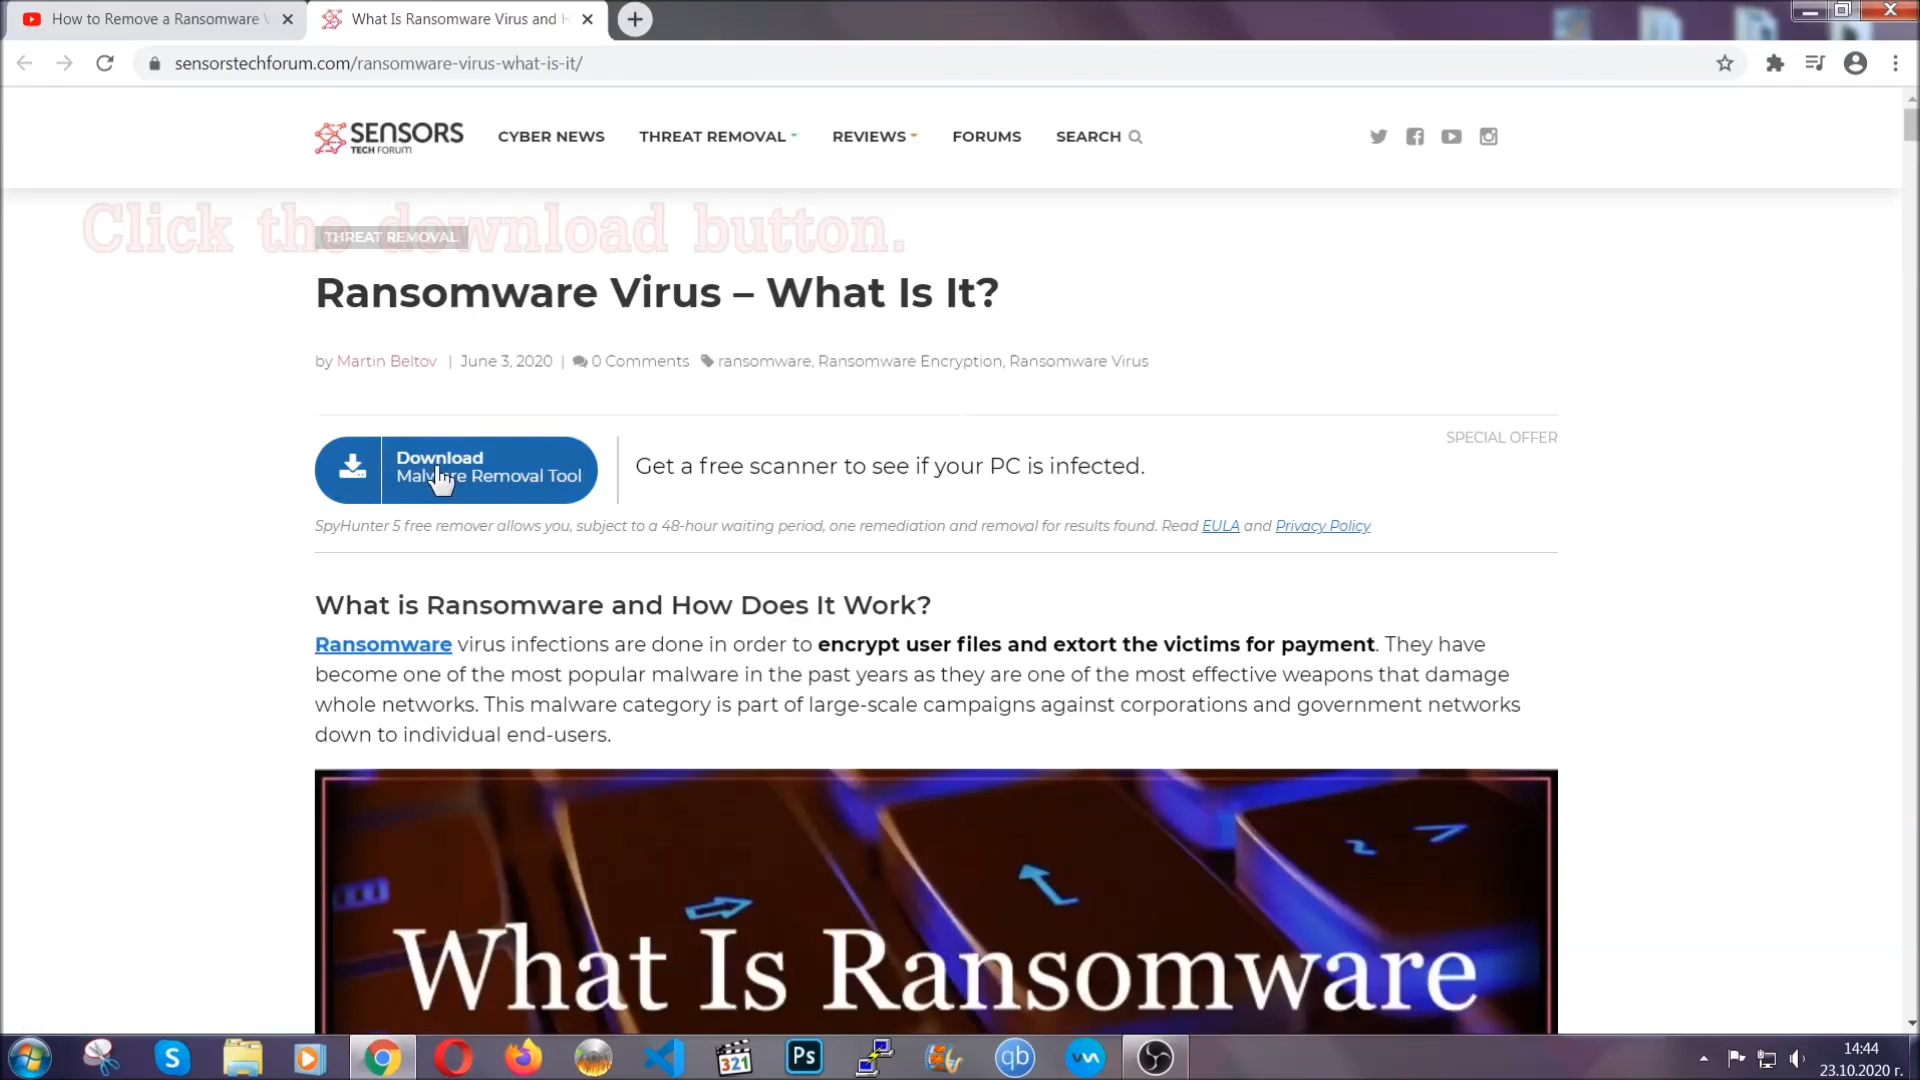 How to Remove a Ransomware V
What Is Ransomware Virus and H
sensorstechforum.com/ransomware-virus-what-is-it/
SENSORS
TECH FORUM
CYBER NEWS
THREAT REMOVAL
REVIEWS
FORUMS
SEARCH
Click the download button.
THREAT REMOVAL
Ransomware Virus – What Is It?
by Martin Beltov | June 3, 2020 | 0 Comments ransomware, Ransomware Encryption, Ransomware Virus
SPECIAL OFFER
Download
Malware Removal Tool
Get a free scanner to see if your PC is infected.
SpyHunter 5 free remover allows you, subject to a 48-hour waiting period, one remediation and removal for results found. Read EULA and Privacy Policy
What is Ransomware and How Does It Work?
Ransomware virus infections are done in order to encrypt user files and extort the victims for payment. They have
become one of the most popular malware in the past years as they are one of the most effective weapons that damage
whole networks. This malware category is part of large-scale campaigns against corporations and government networks
down to individual end-users.
What Is Ransomware
S
321
Ps
qb
14:44
23.10.2020 г.